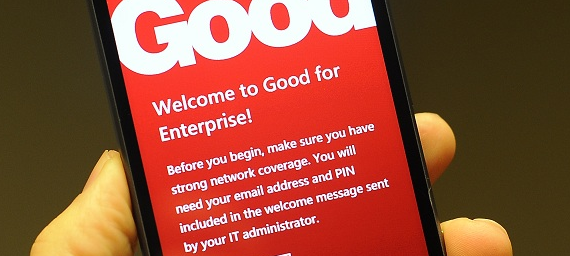 Good
Welcome to Good for
Enterprise!
Before you begin, make sure you have
strong network coverage. You will
need your email address and PIN
included in the welcome message sent
by your IT administrator.